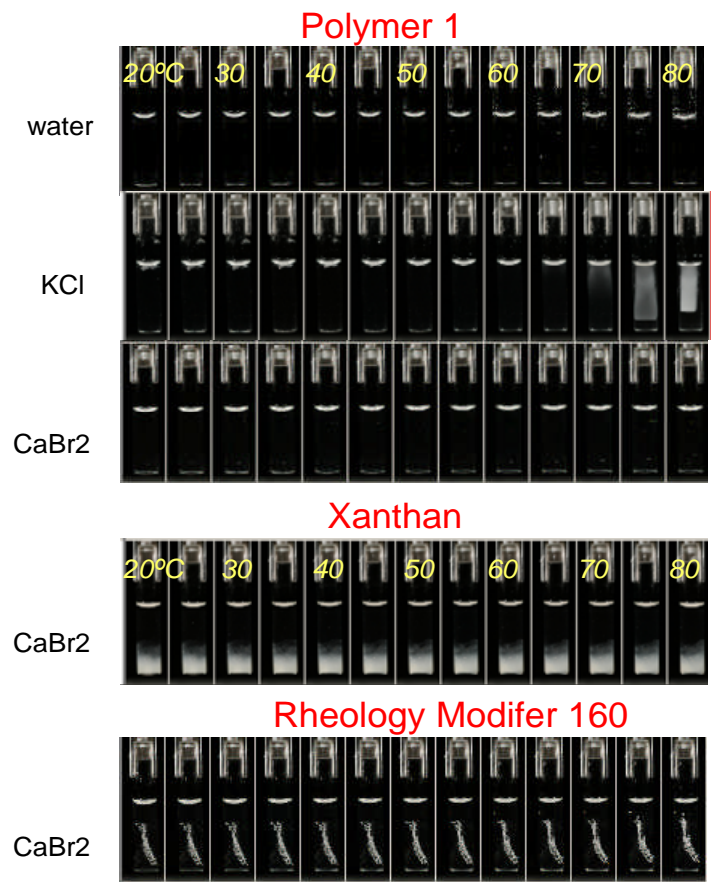 Polymer 1
20ºC 30 40 50 60 70 80
water
KCl
CaBr2
Xanthan
20ºC 30 40 50 60 70 80
CaBr2
Rheology Modifer 160
CaBr2